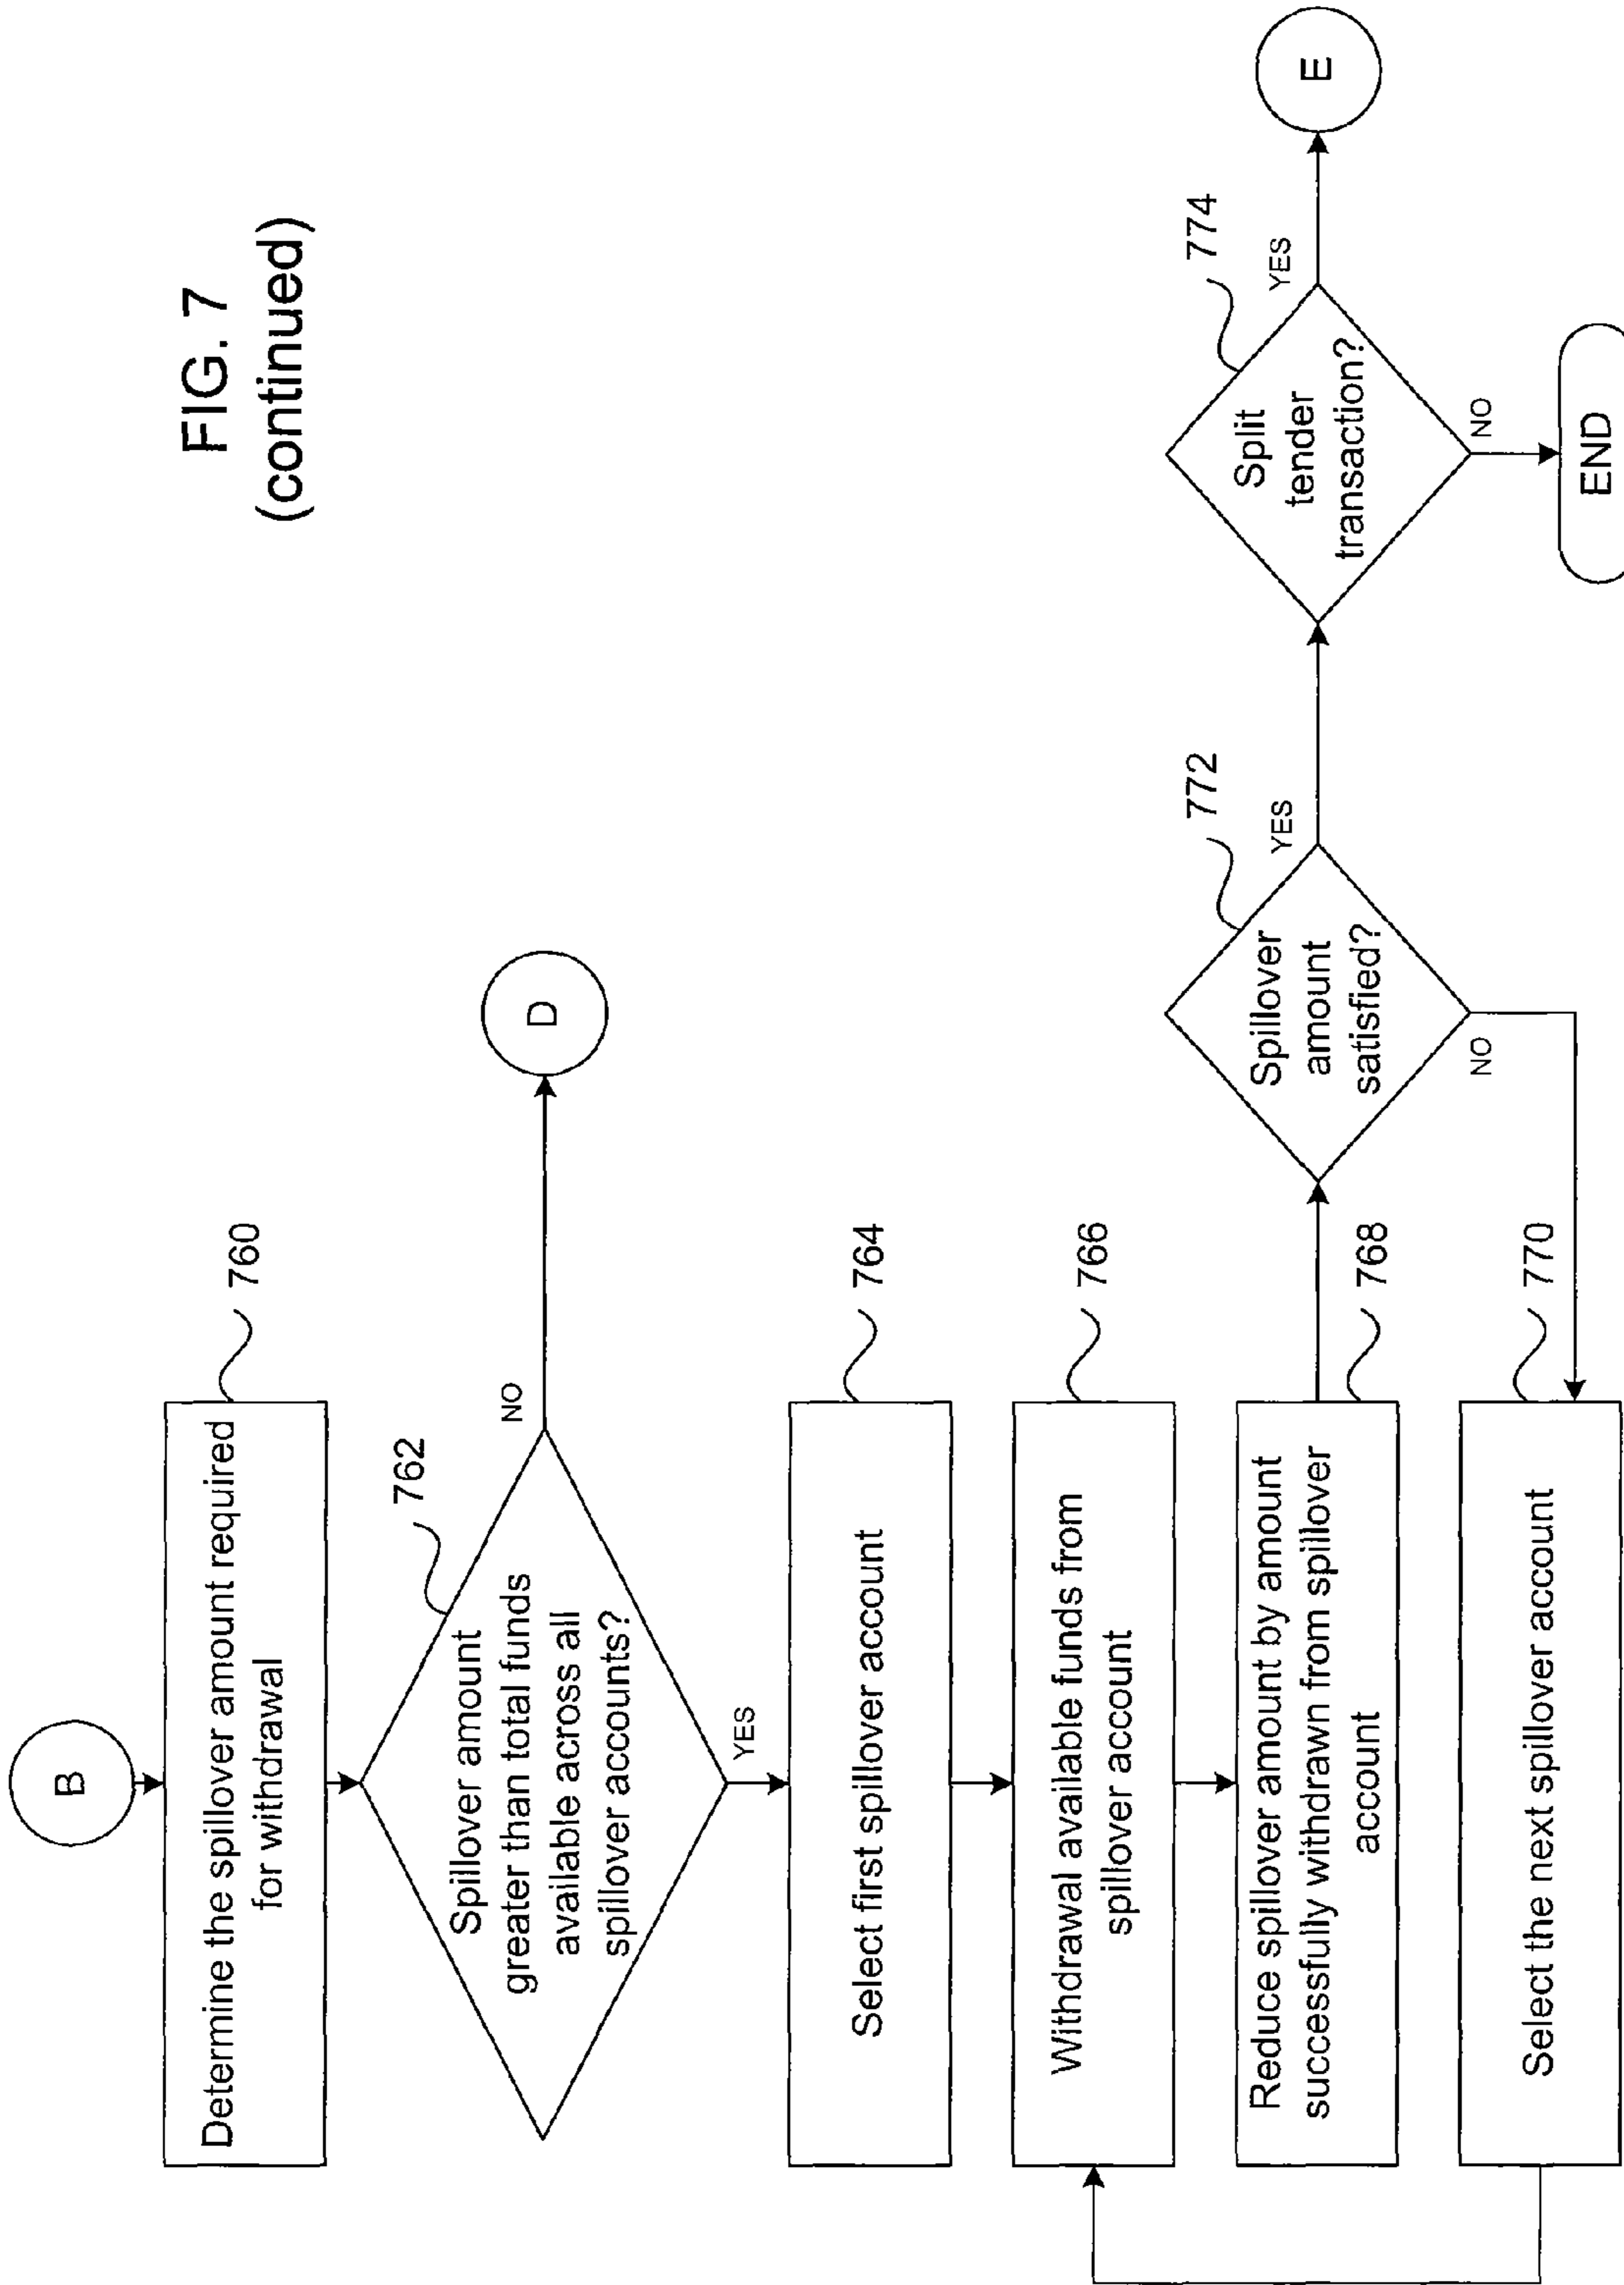 FIG. 7
(continued)
B
Determine the spillover amount required
for withdrawal
760
Spillover amount
greater than total funds
available across all
spillover accounts?
762
NO
D
YES
Select first spillover account
764
Withdrawal available funds from
spillover account
766
Reduce spillover amount by amount
successfully withdrawn from spillover
account
768
Select the next spillover account
770
Spillover
amount
satisfied?
772
YES
NO
Split
tender
transaction?
774
YES
NO
E
END